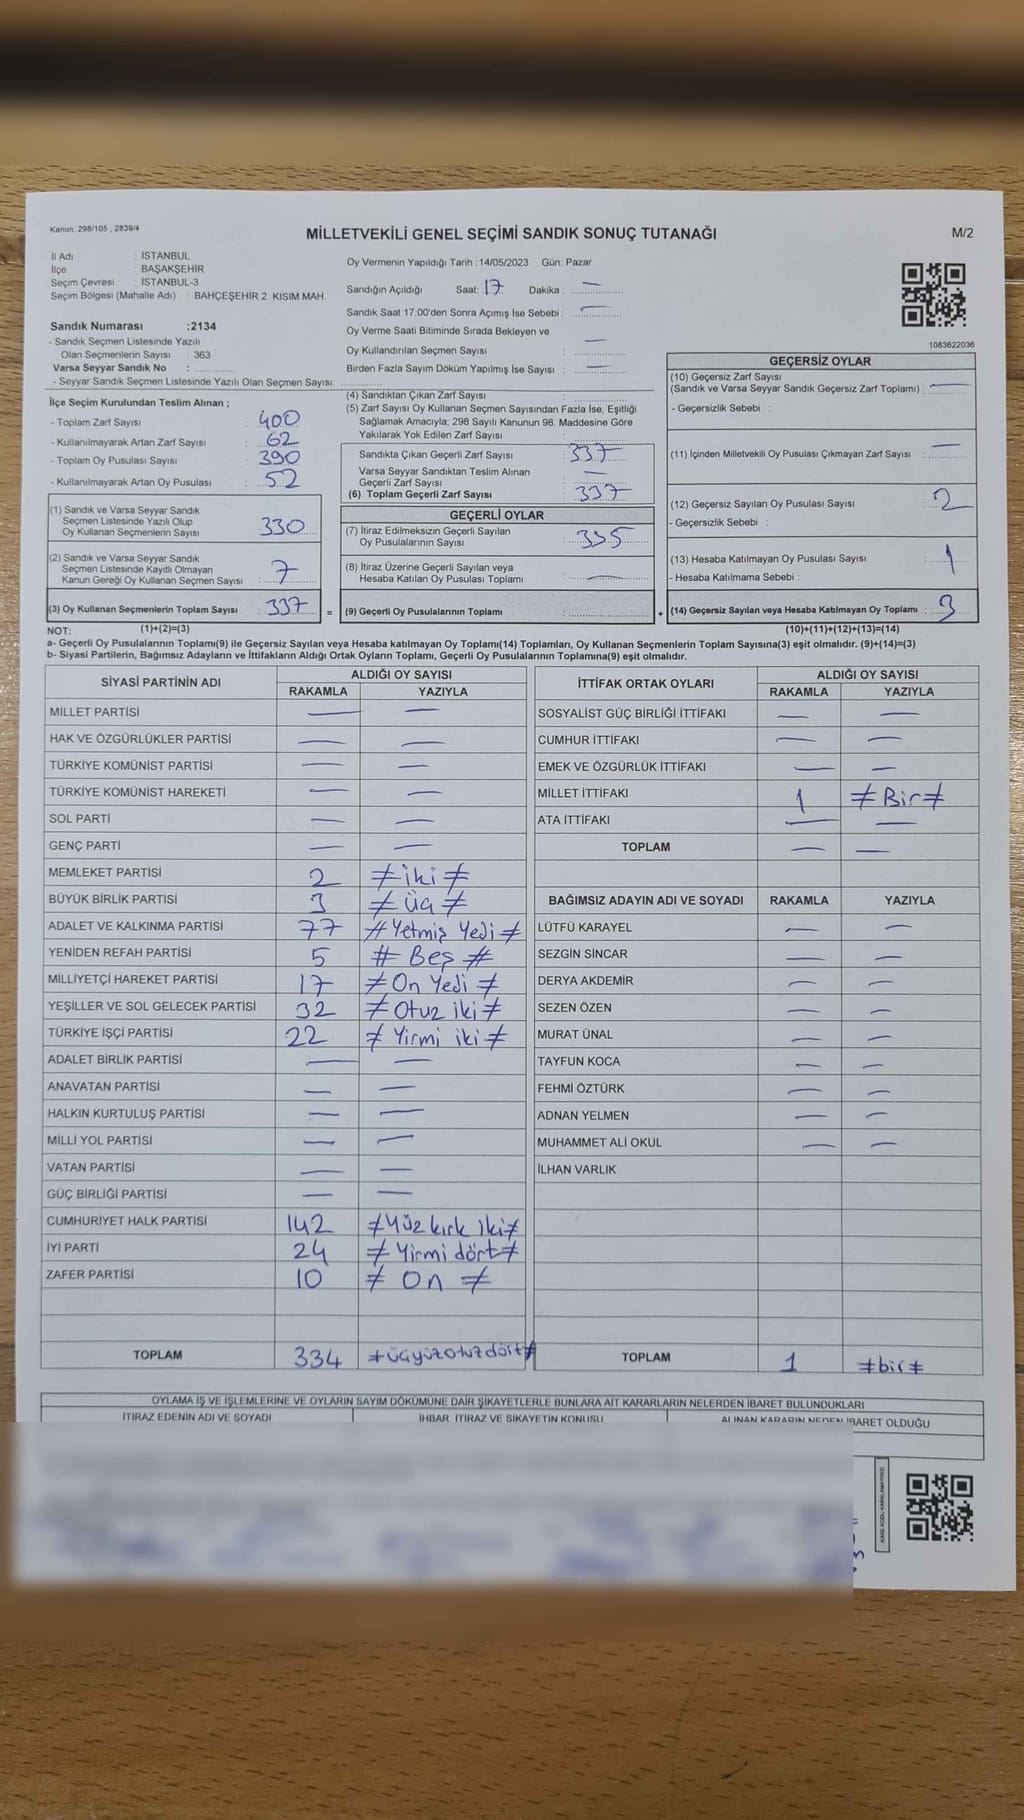 Kanun, 298/105 , 2839/4
MİLLETVEKİLİ GENEL SEÇİMİ SANDIK SONUÇ TUTANAĞI
M/2
İl Adı : İSTANBUL
İlçe : BAŞAKŞEHİR
Seçim Çevresi : İSTANBUL-3
Seçim Bölgesi (Mahalle Adı) : BAHÇEŞEHİR 2. KISIM MAH.
Sandık Numarası :2134
- Sandık Seçmen Listesinde Yazılı
Olan Seçmenlerin Sayısı : 363
Varsa Seyyar Sandık No :
- Seyyar Sandık Seçmen Listesinde Yazılı Olan Seçmen Sayısı:
İlçe Seçim Kurulundan Teslim Alınan ;
- Toplam Zarf Sayısı : 400
- Kullanılmayarak Artan Zarf Sayısı : 62
- Toplam Oy Pusulası Sayısı : 390
- Kullanılmayarak Artan Oy Pusulası : 52
(1) Sandık ve Varsa Seyyar Sandık
Seçmen Listesinde Yazılı Olup
Oy Kullanan Seçmenlerin Sayısı : 330
(2) Sandık ve Varsa Seyyar Sandık
Seçmen Listesinde Kayıtlı Olmayan
Kanun Gereği Oy Kullanan Seçmen Sayısı : 7
(3) Oy Kullanan Seçmenlerin Toplam Sayısı : 337 =
(1)+(2)=(3)
Oy Vermenin Yapıldığı Tarih :14/05/2023 Gün: Pazar
Sandığın Açıldığı Saat: 17 Dakika : —
Sandık Saat 17:00'den Sonra Açımış İse Sebebi : —
Oy Verme Saati Bitiminde Sırada Bekleyen ve —
Oy Kullandırılan Seçmen Sayısı :
Birden Fazla Sayım Döküm Yapılmış İse Sayısı : —
(4) Sandıktan Çıkan Zarf Sayısı :
(5) Zarf Sayısı Oy Kullanan Seçmen Sayısından Fazla İse, Eşitliği
Sağlamak Amacıyla; 298 Sayılı Kanunun 98. Maddesine Göre
Yakılarak Yok Edilen Zarf Sayısı :
Sandıkta Çıkan Geçerli Zarf Sayısı : 337
Varsa Seyyar Sandıktan Teslim Alınan
Geçerli Zarf Sayısı : —
(6) Toplam Geçerli Zarf Sayısı : 337
GEÇERLİ OYLAR
(7) İtiraz Edilmeksizin Geçerli Sayılan
Oy Pusulalarının Sayısı : 335
(8) İtiraz Üzerine Geçerli Sayılan veya
Hesaba Katılan Oy Pusulası Toplamı : —
(9) Geçerli Oy Pusulalarının Toplamı : +
1083622036
GEÇERSİZ OYLAR
(10) Geçersiz Zarf Sayısı
(Sandık ve Varsa Seyyar Sandık Geçersiz Zarf Toplamı) : —
- Geçersizlik Sebebi :
(11) İçinden Milletvekili Oy Pusulası Çıkmayan Zarf Sayısı : —
(12) Geçersiz Sayılan Oy Pusulası Sayısı : 2
- Geçersizlik Sebebi :
(13) Hesaba Katılmayan Oy Pusulası Sayısı : 1
- Hesaba Katılmama Sebebi :
(14) Geçersiz Sayılan veya Hesaba Katılmayan Oy Toplamı : 3
(10)+(11)+(12)+(13)=(14)
NOT:
a- Geçerli Oy Pusulalarının Toplamı(9) ile Geçersiz Sayılan veya Hesaba katılmayan Oy Toplamı(14) Toplamları, Oy Kullanan Seçmenlerin Toplam Sayısına(3) eşit olmalıdır. (9)+(14)=(3)
b- Siyasi Partilerin, Bağımsız Adayların ve İttifakların Aldığı Ortak Oyların Toplamı, Geçerli Oy Pusulalarının Toplamına(9) eşit olmalıdır.
SİYASİ PARTİNİN ADI ALDIĞI OY SAYISI
RAKAMLA YAZIYLA
MİLLET PARTİSİ — —
HAK VE ÖZGÜRLÜKLER PARTİSİ — —
TÜRKİYE KOMÜNİST PARTİSİ — —
TÜRKİYE KOMÜNİST HAREKETİ — —
SOL PARTİ — —
GENÇ PARTİ — —
MEMLEKET PARTİSİ 2 ≠ iki ≠
BÜYÜK BİRLİK PARTİSİ 3 ≠ Üç ≠
ADALET VE KALKINMA PARTİSİ 77 # Yetmiş Yedi ≠
YENİDEN REFAH PARTİSİ 5 # Beş #
MİLLİYETÇİ HAREKET PARTİSİ 17 ≠ On Yedi ≠
YEŞİLLER VE SOL GELECEK PARTİSİ 32 ≠ Otuz iki ≠
TÜRKİYE İŞÇİ PARTİSİ 22 ≠ Yirmi iki ≠
ADALET BİRLİK PARTİSİ — —
ANAVATAN PARTİSİ — —
HALKIN KURTULUŞ PARTİSİ — —
MİLLİ YOL PARTİSİ — —
VATAN PARTİSİ — —
GÜÇ BİRLİĞİ PARTİSİ — —
CUMHURİYET HALK PARTİSİ 142 ≠Yüz kırk iki≠
İYİ PARTİ 24 ≠ Yirmi dört≠
ZAFER PARTİSİ 10 ≠ On ≠
TOPLAM 334 ≠üçyüzotuzdört≠
İTTİFAK ORTAK OYLARI ALDIĞI OY SAYISI
RAKAMLA YAZIYLA
SOSYALİST GÜÇ BİRLİĞİ İTTİFAKI — —
CUMHUR İTTİFAKI — —
EMEK VE ÖZGÜRLÜK İTTİFAKI — —
MİLLET İTTİFAKI 1 ≠ Bir≠
ATA İTTİFAKI — —
TOPLAM — —
BAĞIMSIZ ADAYIN ADI VE SOYADI RAKAMLA YAZIYLA
LÜTFÜ KARAYEL — —
SEZGİN SİNCAR — —
DERYA AKDEMİR — —
SEZEN ÖZEN — —
MURAT ÜNAL — —
TAYFUN KOCA — —
FEHMİ ÖZTÜRK — —
ADNAN YELMEN — —
MUHAMMET ALİ OKUL — —
İLHAN VARLIK
TOPLAM 1 ≠bir≠
OYLAMA İŞ VE İŞLEMLERİNE VE OYLARIN SAYIM DÖKÜMÜNE DAİR ŞİKAYETLERLE BUNLARA AİT KARARLARIN NELERDEN İBARET BULUNDUKLARI
İTİRAZ EDENİN ADI VE SOYADI İHBAR, İTİRAZ VE ŞİKAYETİN KONUSU ALINAN KARARIN NEDEN İBARET OLDUĞU